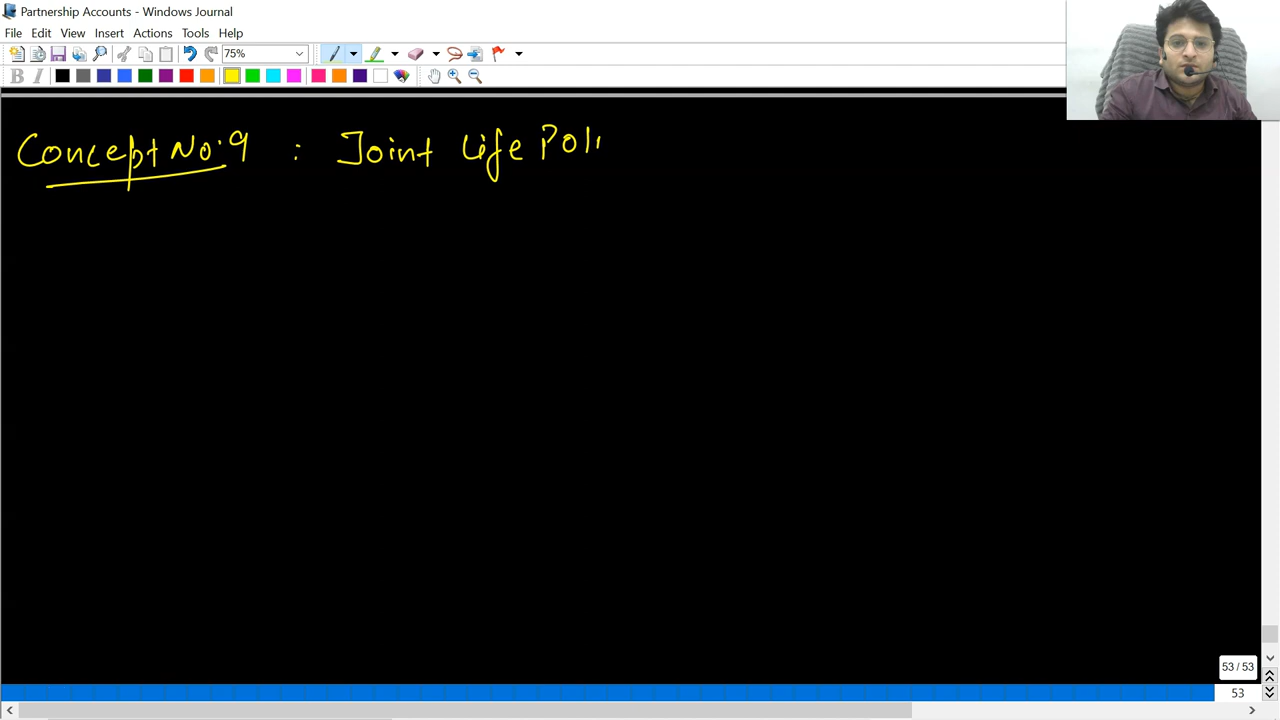 Partnership Accounts - Windows Journal
File Edit View Insert Actions Tools Help
75%
B I
Concept No.9 : Joint Life Poli
53 / 53
53